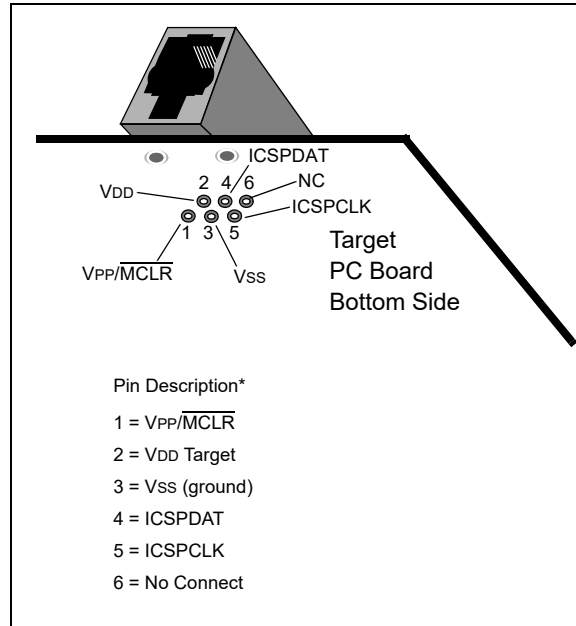 ICSPDAT
VDD
2 4 6
NC
ICSPCLK
1 3 5
VPP/MCLR
VSS
Target
PC Board
Bottom Side
Pin Description*
1 = VPP/MCLR
2 = VDD Target
3 = VSS (ground)
4 = ICSPDAT
5 = ICSPCLK
6 = No Connect